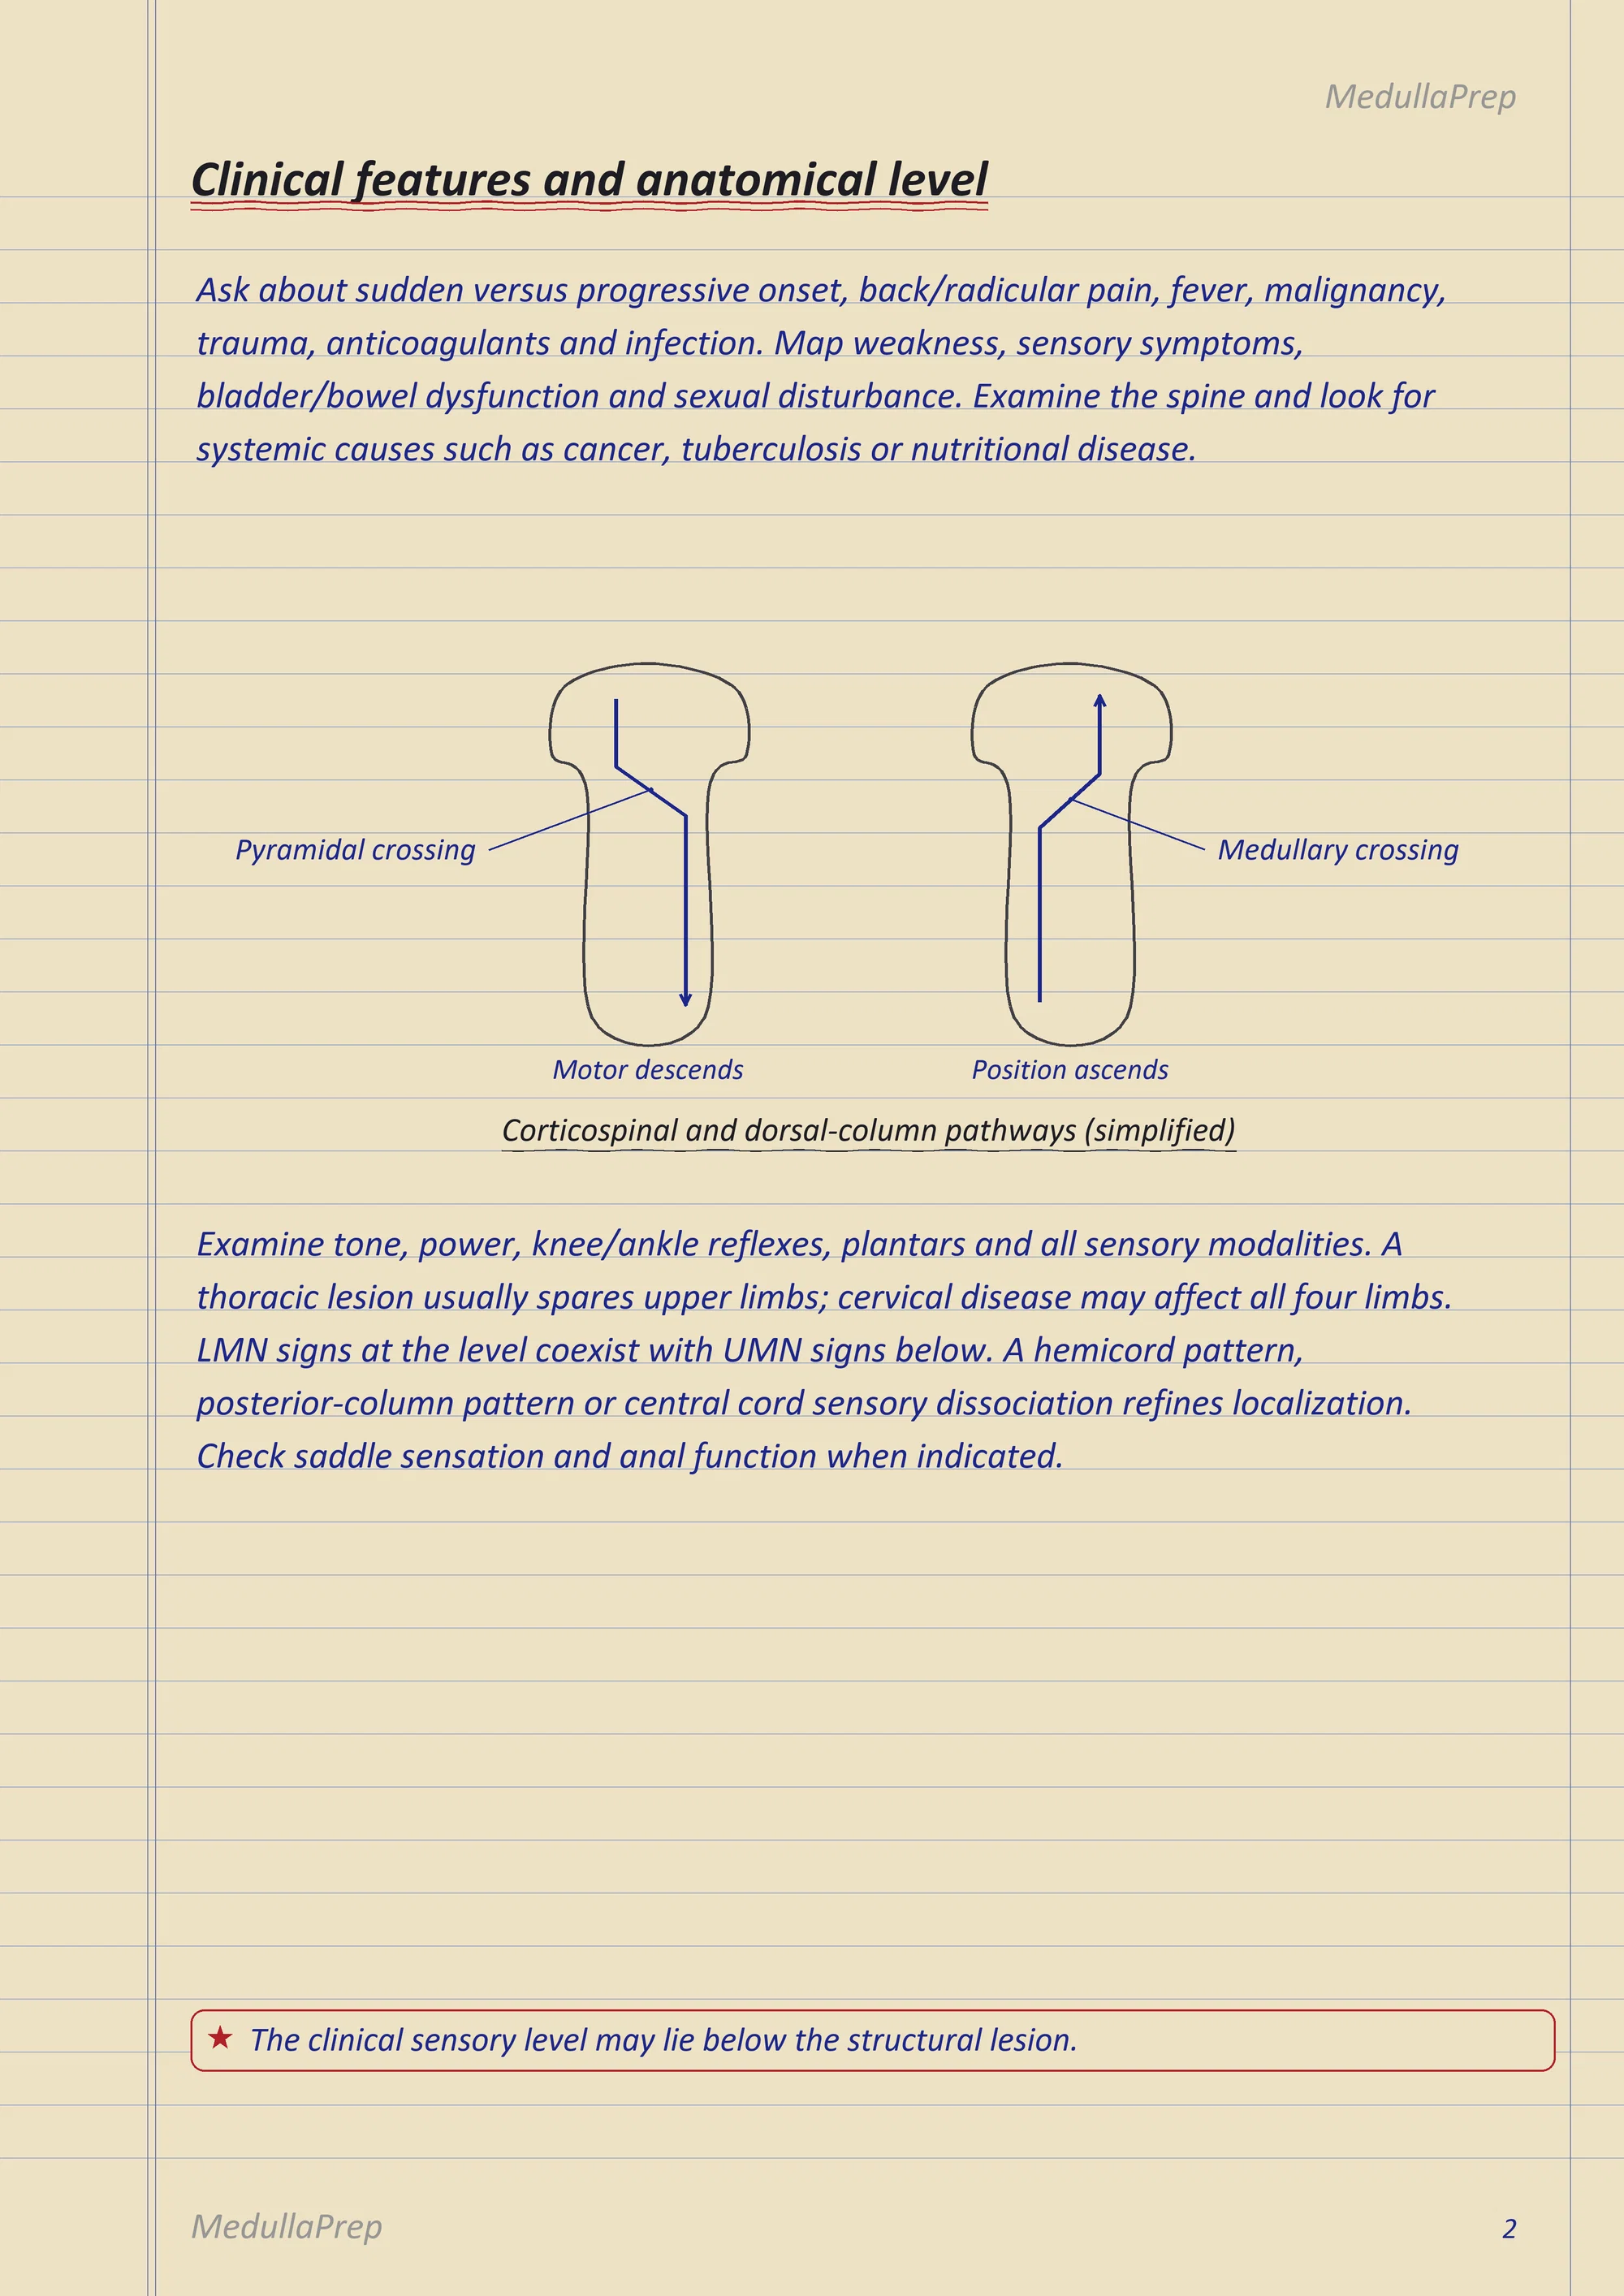 MedullaPrep
Clinical features and anatomical level
Ask about sudden versus progressive onset, back/radicular pain, fever, malignancy,
trauma, anticoagulants and infection. Map weakness, sensory symptoms,
bladder/bowel dysfunction and sexual disturbance. Examine the spine and look for
systemic causes such as cancer, tuberculosis or nutritional disease.
Pyramidal crossing
Medullary crossing
Motor descends
Position ascends
Corticospinal and dorsal-column pathways (simplified)
Examine tone, power, knee/ankle reflexes, plantars and all sensory modalities. A
thoracic lesion usually spares upper limbs; cervical disease may affect all four limbs.
LMN signs at the level coexist with UMN signs below. A hemicord pattern,
posterior-column pattern or central cord sensory dissociation refines localization.
Check saddle sensation and anal function when indicated.
★ The clinical sensory level may lie below the structural lesion.
MedullaPrep
2